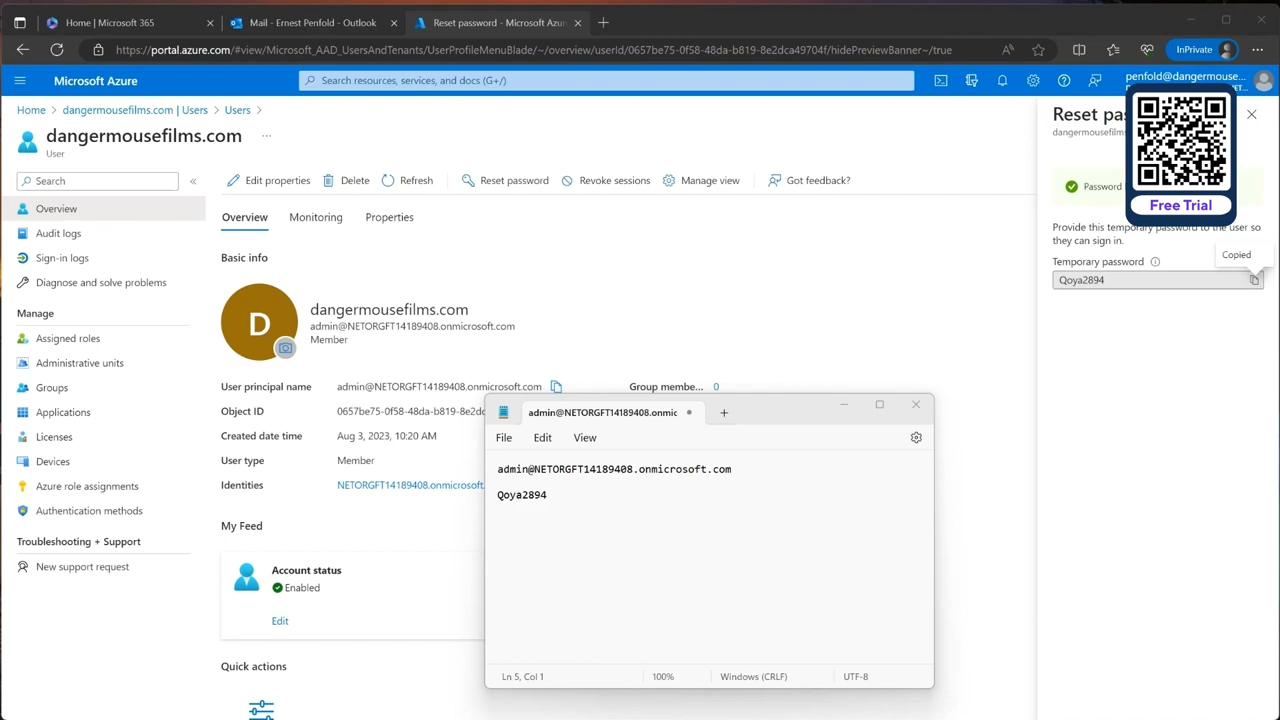 Home | Microsoft 365
Mail - Ernest Penfold - Outlook
Reset password - Microsoft Azu
https://portal.azure.com/#view/Microsoft_AAD_UsersAndTenants/UserProfileMenuBlade/~/overview/userId/0657be75-0f58-48da-b819-8e2dca49704f/hidePreviewBanner~/true
InPrivate
Microsoft Azure
Search resources, services, and docs (G+/)
penfold@dangermouse...
Home > dangermousefilms.com | Users > Users >
dangermousefilms.com ...
User
Search
Overview
Audit logs
Sign-in logs
Diagnose and solve problems
Manage
Assigned roles
Administrative units
Groups
Applications
Licenses
Devices
Azure role assignments
Authentication methods
Troubleshooting + Support
New support request
Edit properties Delete Refresh Reset password Revoke sessions Manage view Got feedback?
Overview Monitoring Properties
Basic info
D
dangermousefilms.com
admin@NETORGFT14189408.onmicrosoft.com
Member
User principal name admin@NETORGFT14189408.onmicrosoft.com Group membe... 0
Object ID 0657be75-0f58-48da-b819-8e2dc
Created date time Aug 3, 2023, 10:20 AM
User type Member
Identities NETORGFT14189408.onmicrosoft.
My Feed
Account status
Enabled
Edit
Quick actions
admin@NETORGFT14189408.onmic
File Edit View
admin@NETORGFT14189408.onmicrosoft.com
Qoya2894
Ln 5, Col 1 100% Windows (CRLF) UTF-8
Reset pa
dangermousefilms
Free Trial
Password
Provide this temporary password to the user so
they can sign in.
Copied
Temporary password
Qoya2894